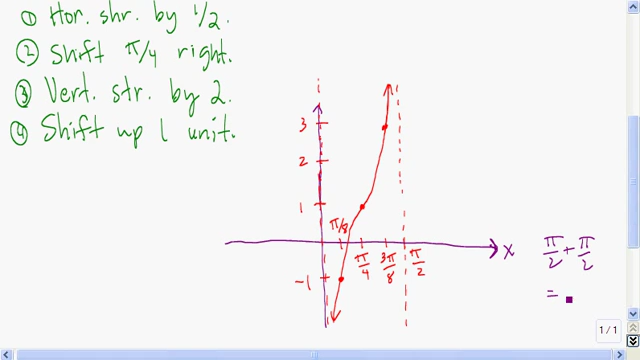 ① Hor. shr. by 1/2.
② Shift π/4 right.
③ Vert. str. by 2.
④ Shift up 1 unit.
3
2
1
π/8
x
π/4 3π/8 π/2
-1
π/2 + π/2
=
1/1